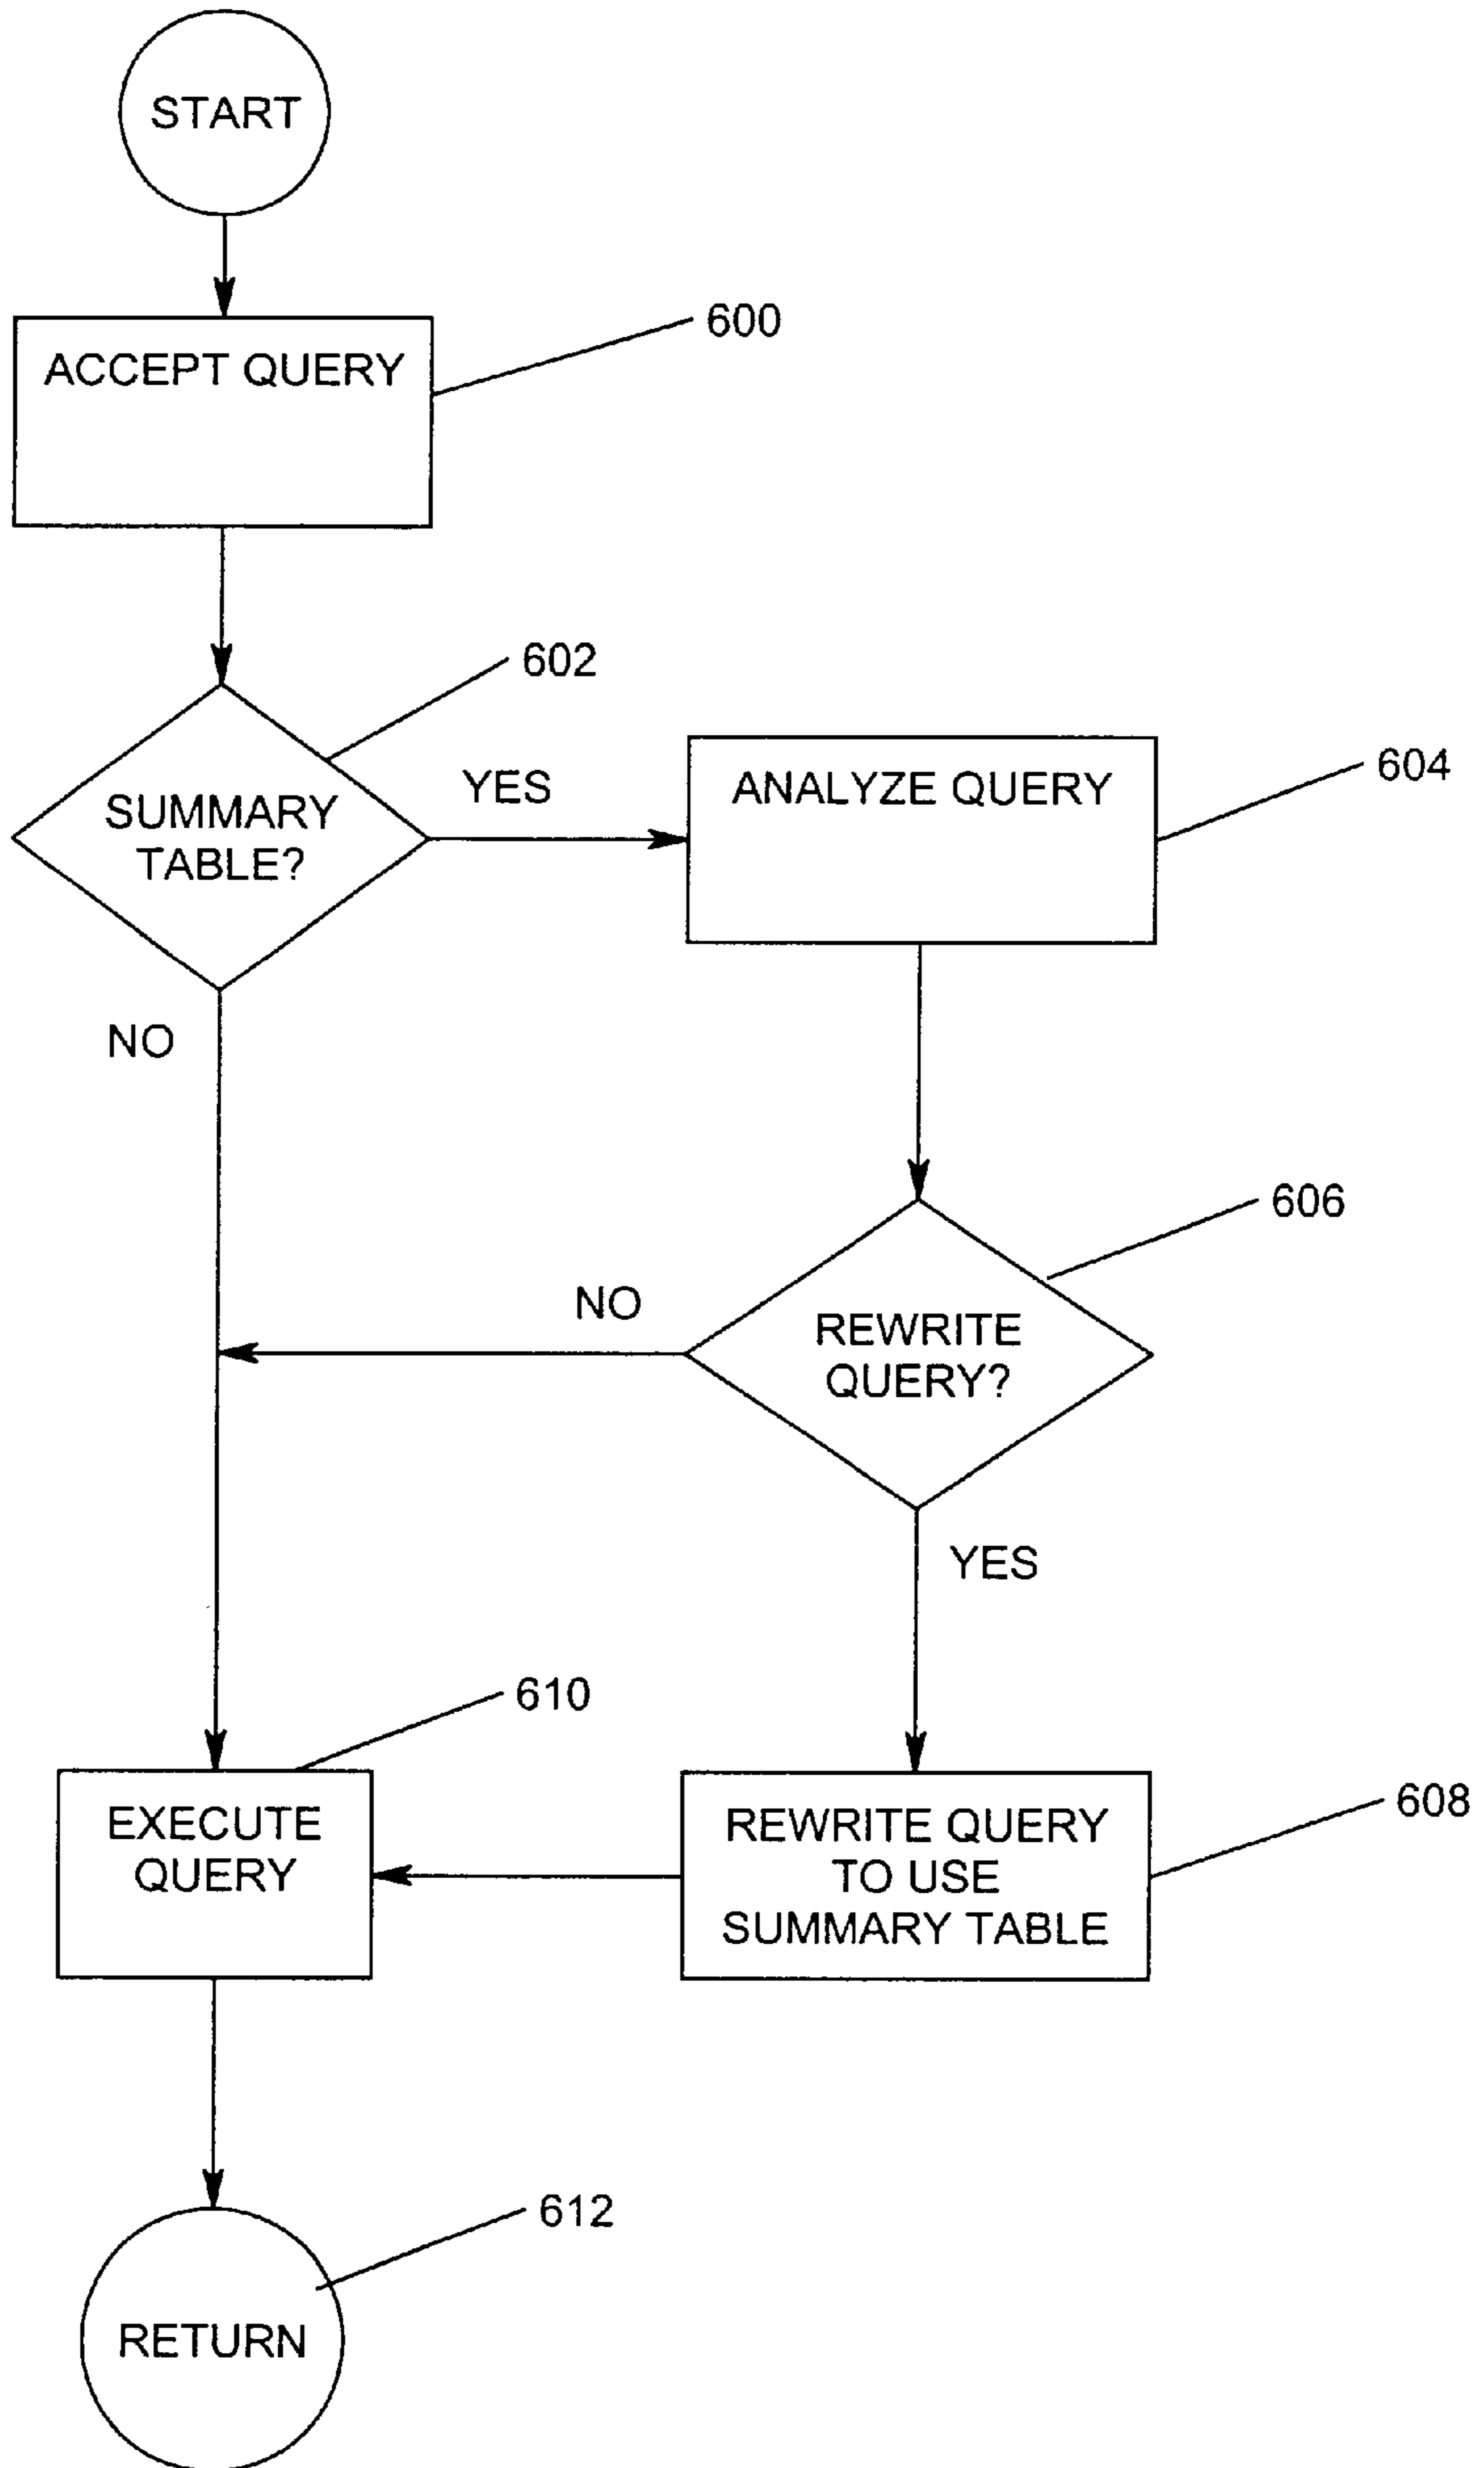 START
600
ACCEPT QUERY
602
SUMMARY
TABLE?
YES
ANALYZE QUERY
604
NO
606
NO
REWRITE
QUERY?
YES
610
EXECUTE
QUERY
REWRITE QUERY
TO USE
SUMMARY TABLE
608
612
RETURN